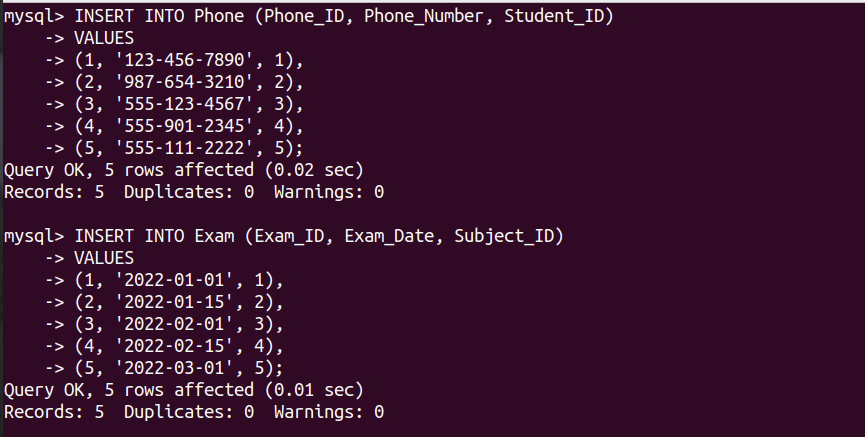 mysql> INSERT INTO Phone (Phone_ID, Phone_Number, Student_ID)
    -> VALUES
    -> (1, '123-456-7890', 1),
    -> (2, '987-654-3210', 2),
    -> (3, '555-123-4567', 3),
    -> (4, '555-901-2345', 4),
    -> (5, '555-111-2222', 5);
Query OK, 5 rows affected (0.02 sec)
Records: 5  Duplicates: 0  Warnings: 0

mysql> INSERT INTO Exam (Exam_ID, Exam_Date, Subject_ID)
    -> VALUES
    -> (1, '2022-01-01', 1),
    -> (2, '2022-01-15', 2),
    -> (3, '2022-02-01', 3),
    -> (4, '2022-02-15', 4),
    -> (5, '2022-03-01', 5);
Query OK, 5 rows affected (0.01 sec)
Records: 5  Duplicates: 0  Warnings: 0